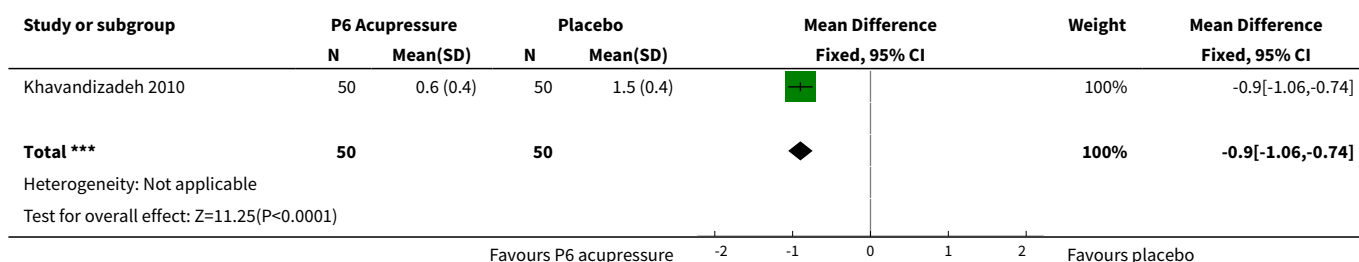 Study or subgroup P6 Acupressure Placebo Mean Difference Weight Mean Difference
N Mean(SD) N Mean(SD) Fixed, 95% CI Fixed, 95% CI
Khavandizadeh 2010 50 0.6 (0.4) 50 1.5 (0.4) 100% -0.9[-1.06,-0.74]
Total *** 50 50 100% -0.9[-1.06,-0.74]
Heterogeneity: Not applicable
Test for overall effect: Z=11.25(P<0.0001)
Favours P6 acupressure -2 -1 0 1 2 Favours placebo